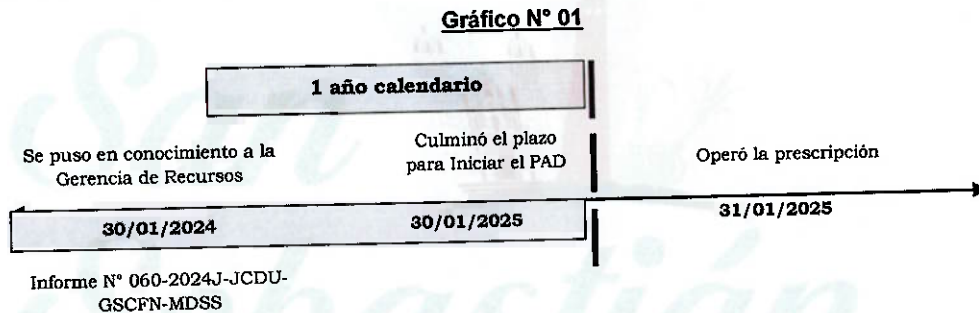 Gráfico N° 01
1 año calendario
Se puso en conocimiento a la
Gerencia de Recursos
Culminó el plazo
para Iniciar el PAD
Operó la prescripción
30/01/2024
30/01/2025
31/01/2025
Informe N° 060-2024J-JCDU-
GSCFN-MDSS
San
Sebastián